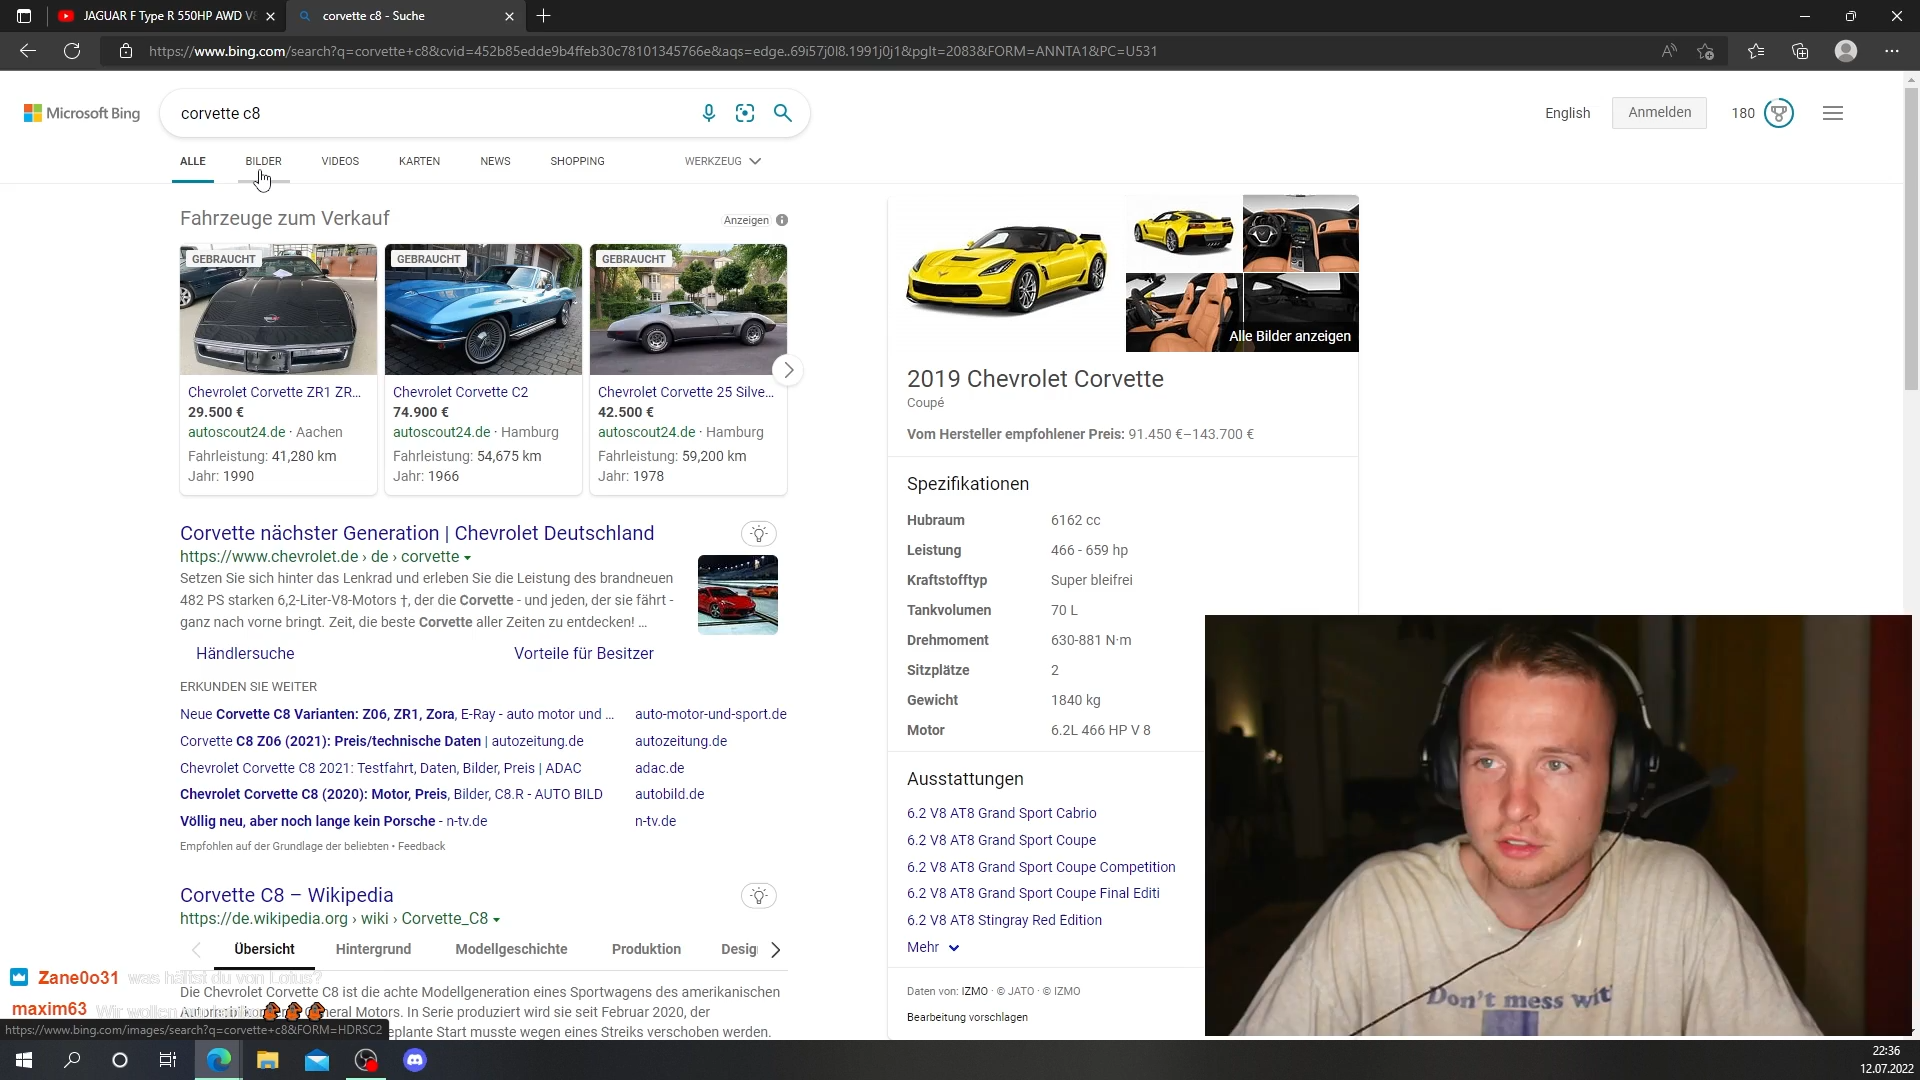 JAGUAR F Type R 550HP AWD V8
corvette c8 - Suche
https://www.bing.com/search?q=corvette+c8&cvid=452b85edde9b4ffeb30c78101345766e&aqs=edge..69i57j0l8.1991j0j1&pglt=2083&FORM=ANNTA1&PC=U531
Microsoft Bing
corvette c8
English
Anmelden
180
ALLE
BILDER
VIDEOS
KARTEN
NEWS
SHOPPING
WERKZEUG
Fahrzeuge zum Verkauf
Anzeigen
GEBRAUCHT
GEBRAUCHT
GEBRAUCHT
Chevrolet Corvette ZR1 ZR...
29.500 €
autoscout24.de · Aachen
Fahrleistung: 41,280 km
Jahr: 1990
Chevrolet Corvette C2
74.900 €
autoscout24.de · Hamburg
Fahrleistung: 54,675 km
Jahr: 1966
Chevrolet Corvette 25 Silve...
42.500 €
autoscout24.de · Hamburg
Fahrleistung: 59,200 km
Jahr: 1978
Corvette nächster Generation | Chevrolet Deutschland
https://www.chevrolet.de › de › corvette
Setzen Sie sich hinter das Lenkrad und erleben Sie die Leistung des brandneuen
482 PS starken 6,2-Liter-V8-Motors †, der die Corvette - und jeden, der sie fährt -
ganz nach vorne bringt. Zeit, die beste Corvette aller Zeiten zu entdecken! ...
Händlersuche
Vorteile für Besitzer
ERKUNDEN SIE WEITER
Neue Corvette C8 Varianten: Z06, ZR1, Zora, E-Ray - auto motor und ...
auto-motor-und-sport.de
Corvette C8 Z06 (2021): Preis/technische Daten | autozeitung.de
autozeitung.de
Chevrolet Corvette C8 2021: Testfahrt, Daten, Bilder, Preis | ADAC
adac.de
Chevrolet Corvette C8 (2020): Motor, Preis, Bilder, C8.R - AUTO BILD
autobild.de
Völlig neu, aber noch lange kein Porsche - n-tv.de
n-tv.de
Empfohlen auf der Grundlage der beliebten • Feedback
Corvette C8 – Wikipedia
https://de.wikipedia.org › wiki › Corvette_C8
Übersicht
Hintergrund
Modellgeschichte
Produktion
Desig
Zane0o31 was hältst du von Lotus?
Die Chevrolet Corvette C8 ist die achte Modellgeneration eines Sportwagens des amerikanischen
maxim63 Wir wollen
General Motors. In Serie produziert wird sie seit Februar 2020, der
https://www.bing.com/images/search?q=corvette+c8&FORM=HDRSC2
eplante Start musste wegen eines Streiks verschoben werden.
Alle Bilder anzeigen
2019 Chevrolet Corvette
Coupé
Vom Hersteller empfohlener Preis: 91.450 €–143.700 €
Spezifikationen
Hubraum 6162 cc
Leistung 466 - 659 hp
Kraftstofftyp Super bleifrei
Tankvolumen 70 L
Drehmoment 630-881 N·m
Sitzplätze 2
Gewicht 1840 kg
Motor 6.2L 466 HP V 8
Ausstattungen
6.2 V8 AT8 Grand Sport Cabrio
6.2 V8 AT8 Grand Sport Coupe
6.2 V8 AT8 Grand Sport Coupe Competition
6.2 V8 AT8 Grand Sport Coupe Final Editi
6.2 V8 AT8 Stingray Red Edition
Mehr
Daten von: IZMO · © JATO · © IZMO
Bearbeitung vorschlagen
Don't mess wit
22:36
12.07.2022